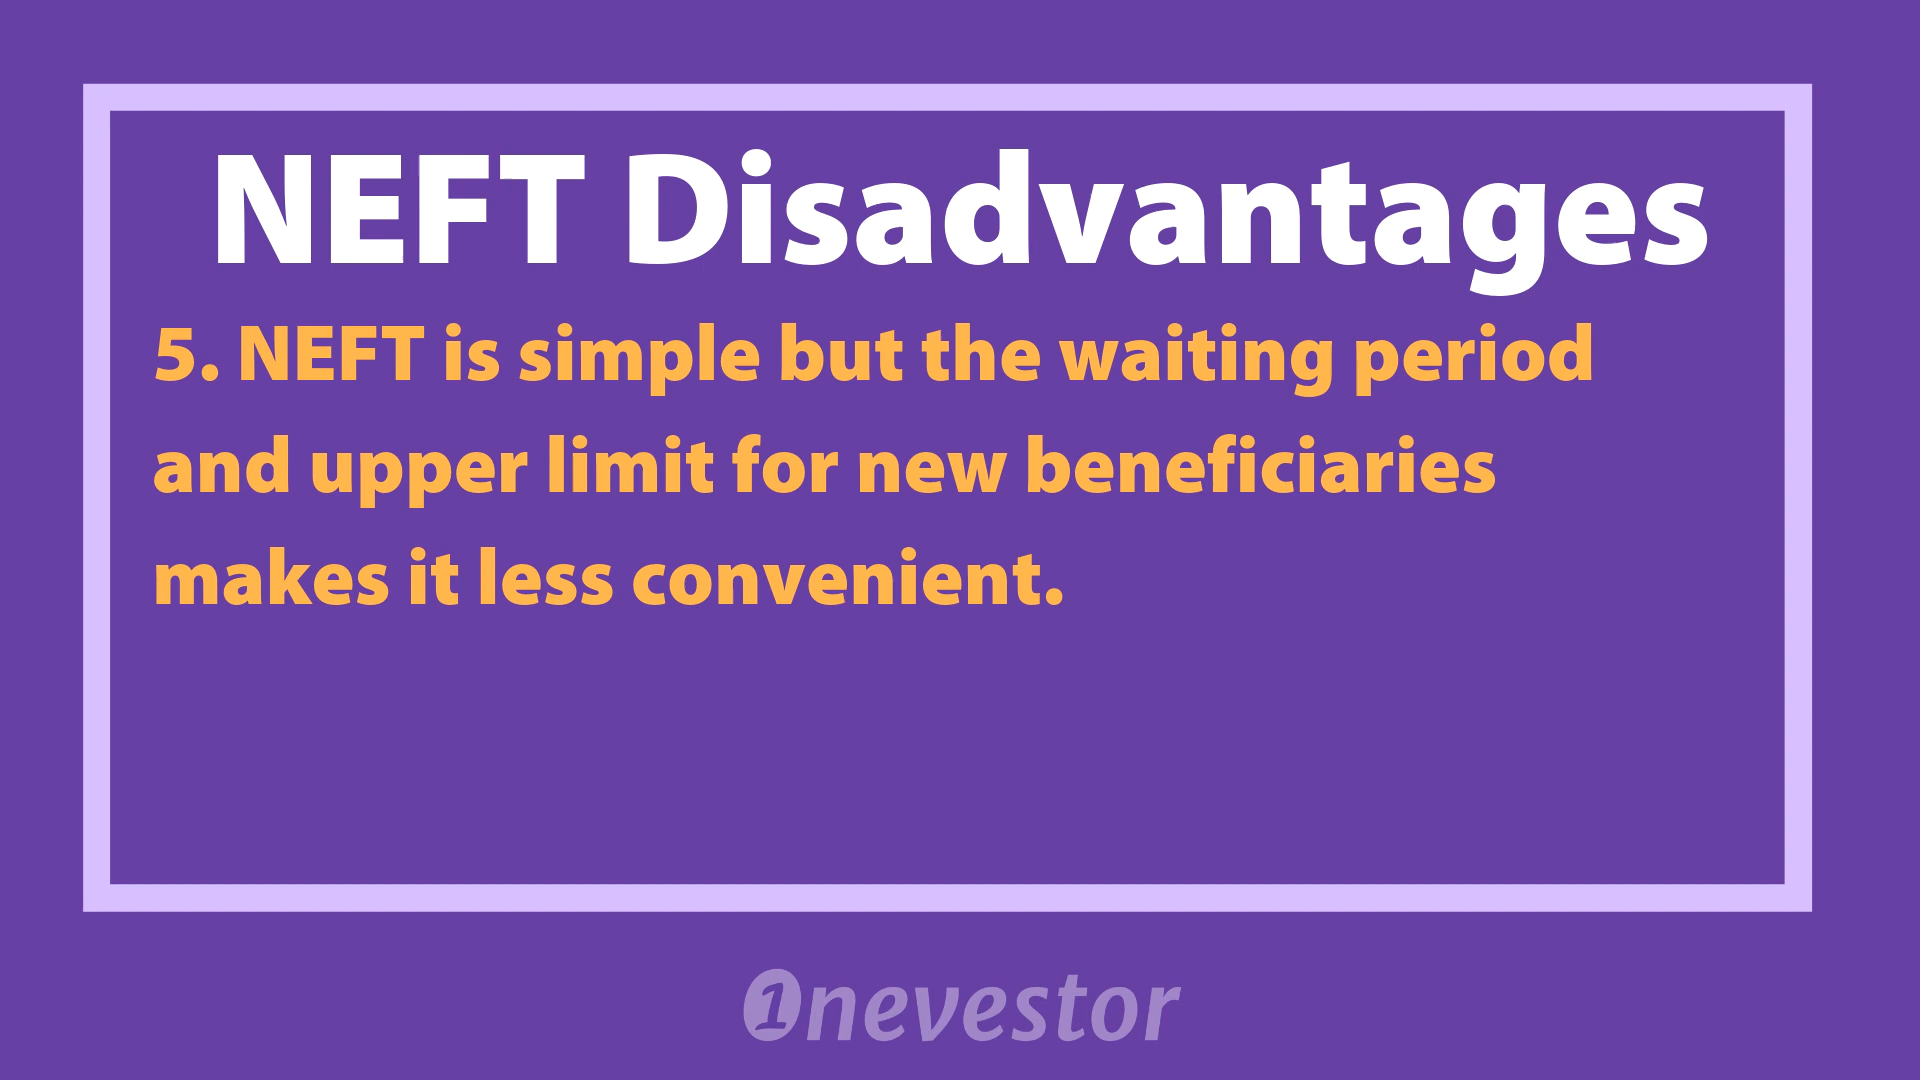 NEFT Disadvantages
5. NEFT is simple but the waiting period
and upper limit for new beneficiaries
makes it less convenient.
1nevestor